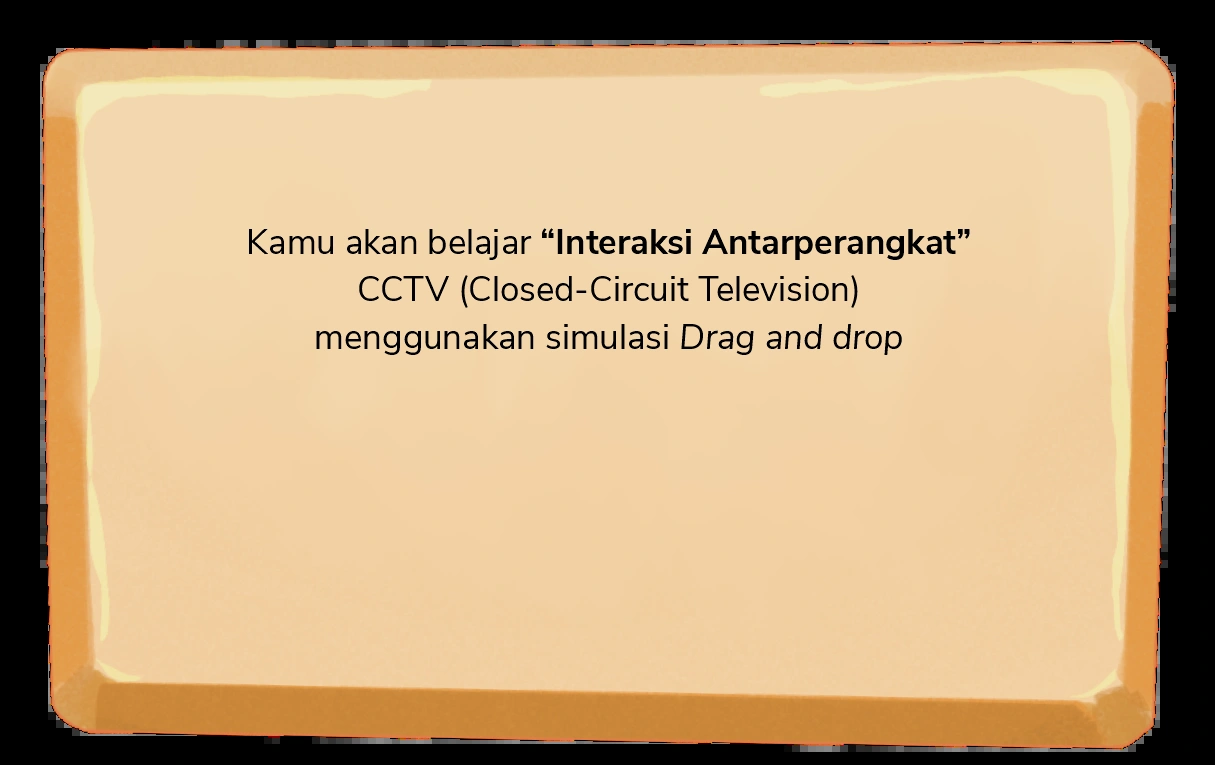 Kamu akan belajar “Interaksi Antarperangkat”
CCTV (Closed-Circuit Television)
menggunakan simulasi Drag and drop